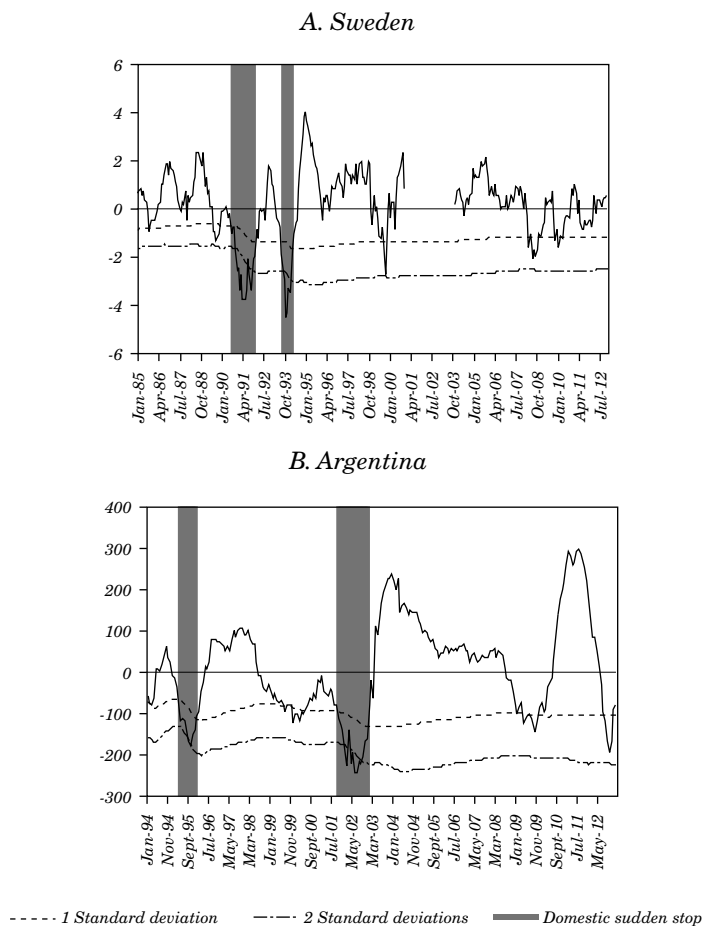 A. Sweden
6
4
2
0
-2
-4
-6
Jan-85
Apr-86
Jul-87
Oct-88
Jan-90
Apr-91
Jul-92
Oct-93
Jan-95
Apr-96
Jul-97
Oct-98
Jan-00
Apr-01
Jul-02
Oct-03
Jan-05
Apr-06
Jul-07
Oct-08
Jan-10
Apr-11
Jul-12
B. Argentina
400
300
200
100
0
-100
-200
-300
Jan-94
Nov-94
Sept-95
Jul-96
May-97
Mar-98
Jan-99
Nov-99
Sept-00
Jul-01
May-02
Mar-03
Jan-04
Nov-04
Sept-05
Jul-06
May-07
Mar-08
Jan-09
Nov-09
Sept-10
Jul-11
May-12
1 Standard deviation
2 Standard deviations
Domestic sudden stop